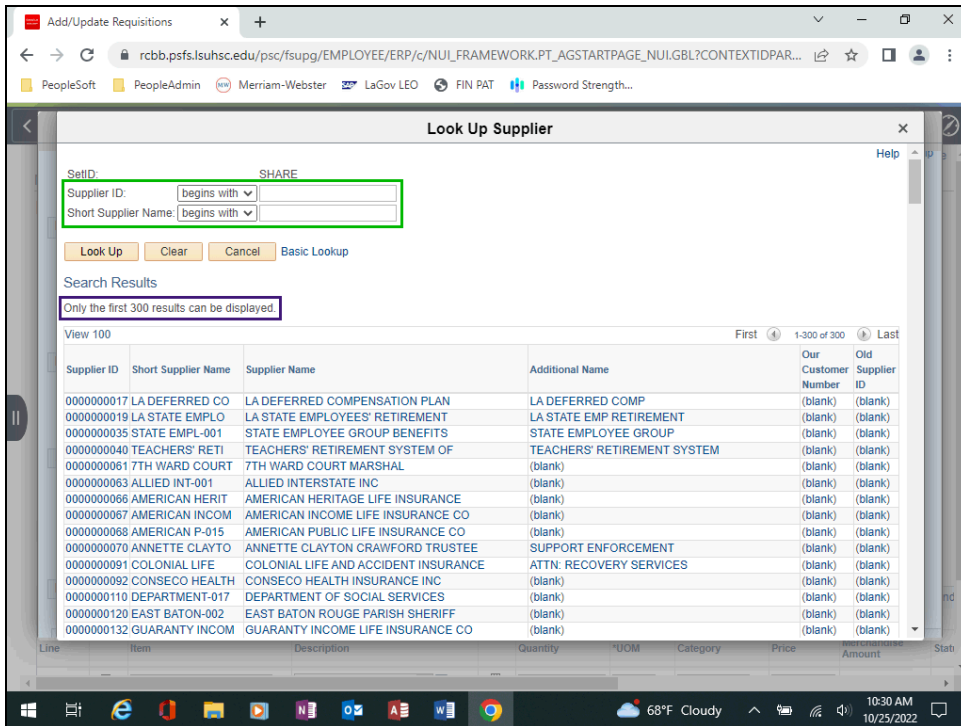 Add/Update Requisitions
rcbb.psfs.lsuhsc.edu/psc/fsupg/EMPLOYEE/ERP/c/NUI_FRAMEWORK.PT_AGSTARTPAGE_NUI.GBL?CONTEXTIDPAR...
PeopleSoft PeopleAdmin Merriam-Webster LaGov LEO FIN PAT Password Strength...
Look Up Supplier
Help
SetID: SHARE
Supplier ID: begins with
Short Supplier Name: begins with
Look Up Clear Cancel Basic Lookup
Search Results
Only the first 300 results can be displayed.
View 100 First 1-300 of 300 Last
Supplier ID Short Supplier Name Supplier Name Additional Name Our Customer Number Old Supplier ID
0000000017 LA DEFERRED CO LA DEFERRED COMPENSATION PLAN LA DEFERRED COMP (blank) (blank)
0000000019 LA STATE EMPLO LA STATE EMPLOYEES' RETIREMENT LA STATE EMP RETIREMENT (blank) (blank)
0000000035 STATE EMPL-001 STATE EMPLOYEE GROUP BENEFITS STATE EMPLOYEE GROUP (blank) (blank)
0000000040 TEACHERS' RETI TEACHERS' RETIREMENT SYSTEM OF TEACHERS' RETIREMENT SYSTEM (blank) (blank)
0000000061 7TH WARD COURT 7TH WARD COURT MARSHAL (blank) (blank) (blank)
0000000063 ALLIED INT-001 ALLIED INTERSTATE INC (blank) (blank) (blank)
0000000066 AMERICAN HERIT AMERICAN HERITAGE LIFE INSURANCE (blank) (blank) (blank)
0000000067 AMERICAN INCOM AMERICAN INCOME LIFE INSURANCE CO (blank) (blank) (blank)
0000000068 AMERICAN P-015 AMERICAN PUBLIC LIFE INSURANCE CO (blank) (blank) (blank)
0000000070 ANNETTE CLAYTO ANNETTE CLAYTON CRAWFORD TRUSTEE SUPPORT ENFORCEMENT (blank) (blank)
0000000091 COLONIAL LIFE COLONIAL LIFE AND ACCIDENT INSURANCE ATTN: RECOVERY SERVICES (blank) (blank)
0000000092 CONSECO HEALTH CONSECO HEALTH INSURANCE INC (blank) (blank) (blank)
0000000110 DEPARTMENT-017 DEPARTMENT OF SOCIAL SERVICES (blank) (blank) (blank)
0000000120 EAST BATON-002 EAST BATON ROUGE PARISH SHERIFF (blank) (blank) (blank)
0000000132 GUARANTY INCOM GUARANTY INCOME LIFE INSURANCE CO (blank) (blank) (blank)
Line Item Description Quantity *UOM Category Price Merchandise Amount
68°F Cloudy
10:30 AM
10/25/2022